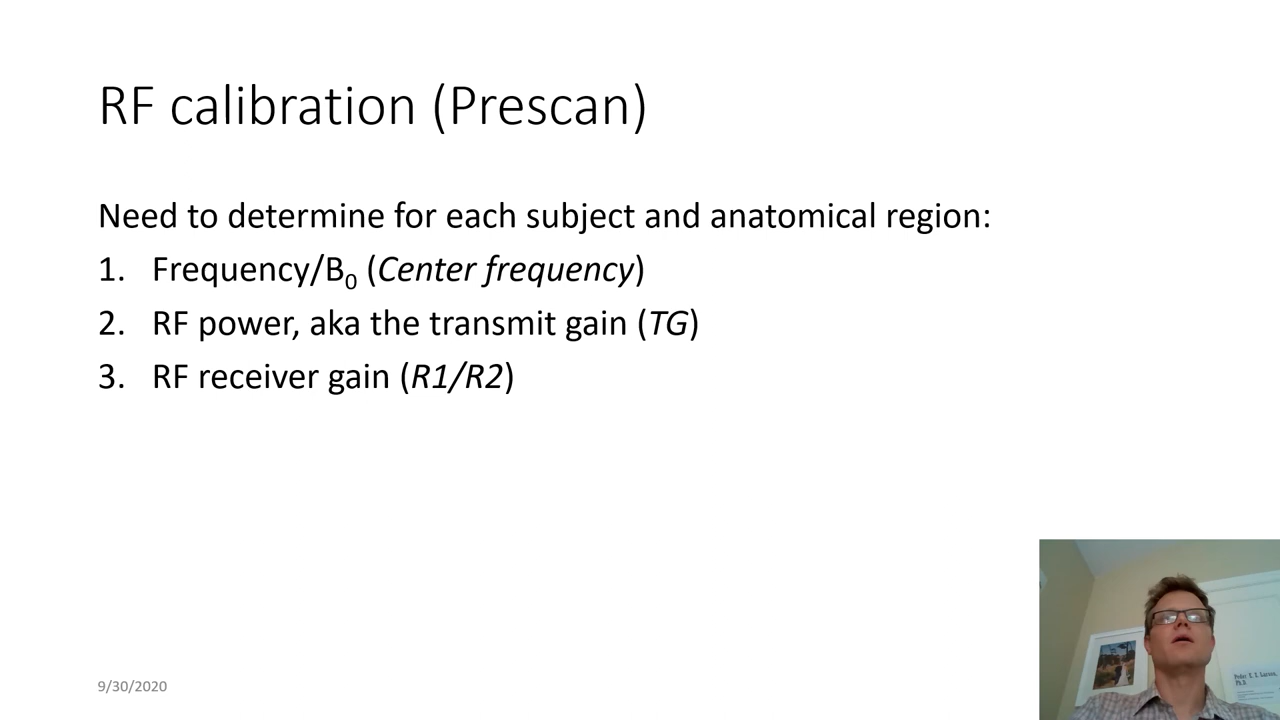 RF calibration (Prescan)
Need to determine for each subject and anatomical region:
1. Frequency/B₀ (Center frequency)
2. RF power, aka the transmit gain (TG)
3. RF receiver gain (R1/R2)
Ph.D.
9/30/2020